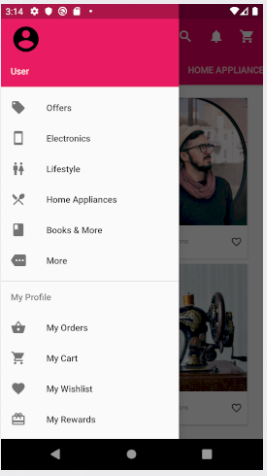 3:14
User
HOME APPLIANCE
Offers
Electronics
Lifestyle
Home Appliances
Books & More
More
My Profile
My Orders
My Cart
My Wishlist
My Rewards